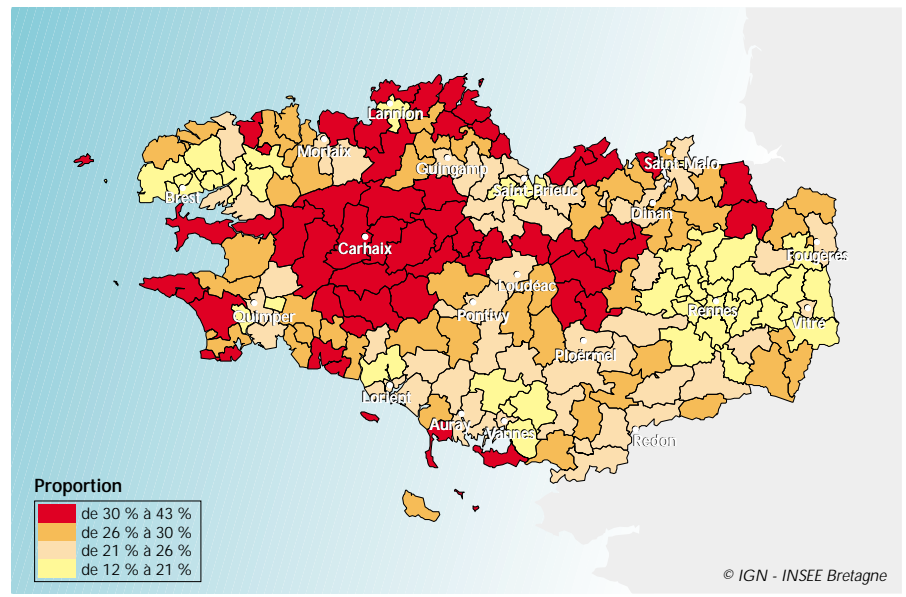 Lannion
Morlaix
Guingamp
Saint-Malo
Saint-Brieuc
Brest
Dinan
Carhaix
Fougères
Loudéac
Quimper
Pontivy
Rennes
Vitré
Ploërmel
Lorient
Auray
Vannes
Redon
Proportion
de 30 % à 43 %
de 26 % à 30 %
de 21 % à 26 %
de 12 % à 21 %
© IGN - INSEE Bretagne